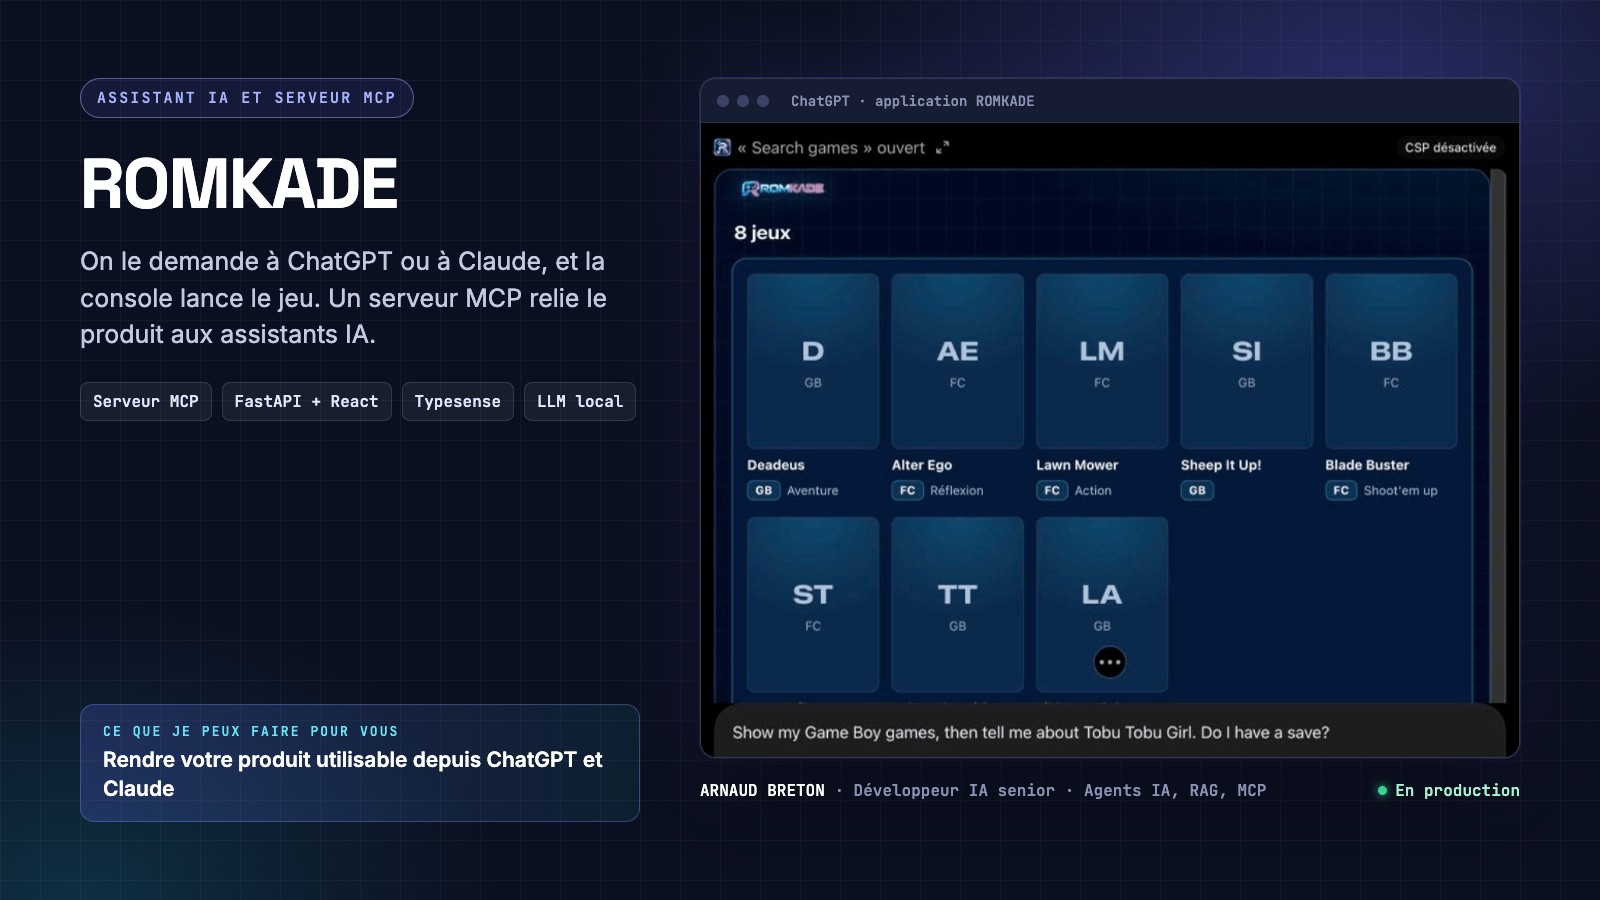 ASSISTANT IA ET SERVEUR MCP
ROMKADE
On le demande à ChatGPT ou à Claude, et la
console lance le jeu. Un serveur MCP relie le
produit aux assistants IA.
Serveur MCP
FastAPI + React
Typesense
LLM local
CE QUE JE PEUX FAIRE POUR VOUS
Rendre votre produit utilisable depuis ChatGPT et
Claude
ChatGPT · application ROMKADE
« Search games » ouvert
CSP désactivée
ROMKADE
8 jeux
D
GB
AE
FC
LM
FC
SI
GB
BB
FC
Deadeus
GB Aventure
Alter Ego
FC Réflexion
Lawn Mower
FC Action
Sheep It Up!
GB
Blade Buster
FC Shoot'em up
ST
FC
TT
GB
LA
GB
Show my Game Boy games, then tell me about Tobu Tobu Girl. Do I have a save?
ARNAUD BRETON · Développeur IA senior · Agents IA, RAG, MCP
En production